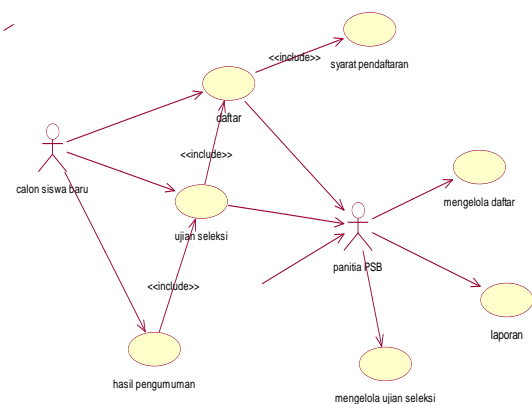 <<include>>
syarat pendaftaran
daftar
<<include>>
calon siswa baru
mengelola daftar
ujian seleksi
panitia PSB
<<include>>
laporan
hasil pengumuman
mengelola ujian seleksi